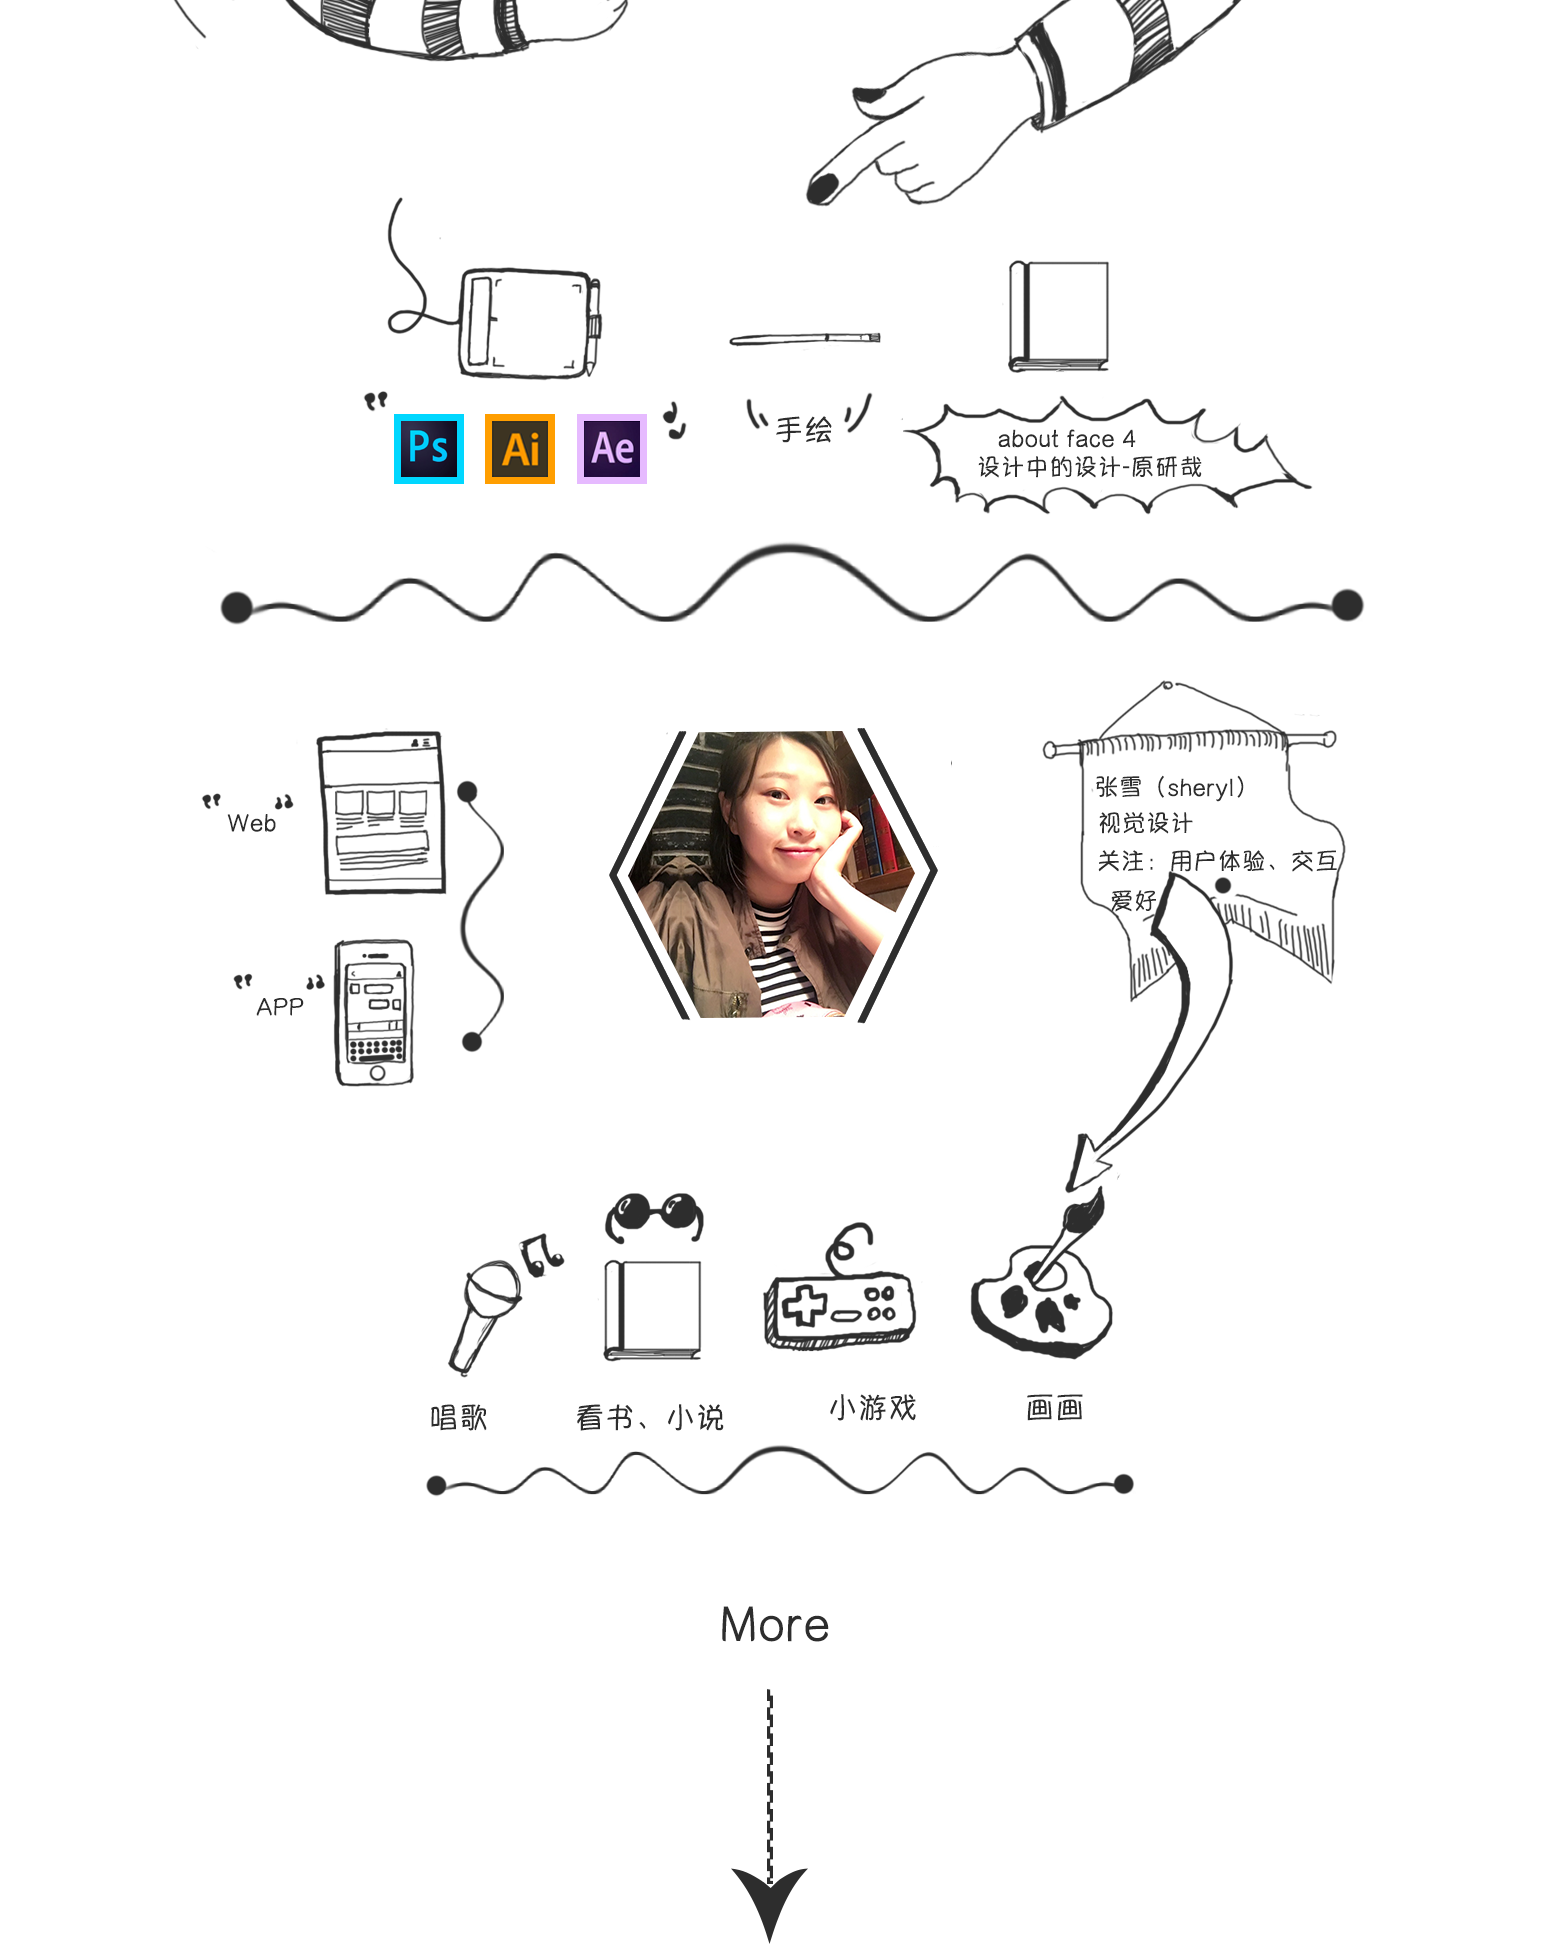 Ps Ai Ae
手绘
about face 4
设计中的设计-原研哉
张雪（sheryl）
视觉设计
关注：用户体验、交互
爱好
Web
APP
唱歌
看书、小说
小游戏
画画
More